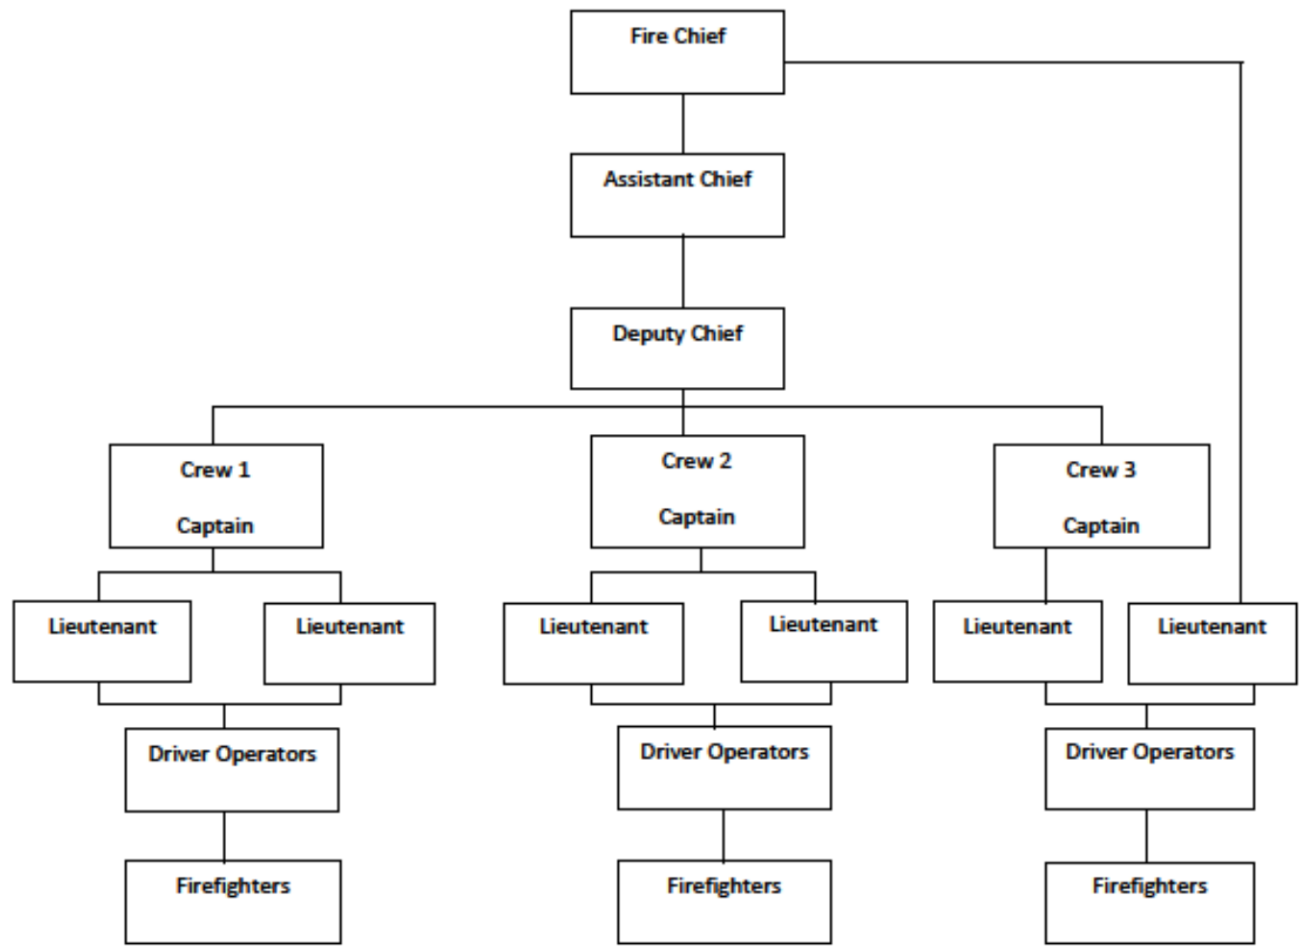 Fire Chief
Assistant Chief
Deputy Chief
Crew 1
Captain
Crew 2
Captain
Crew 3
Captain
Lieutenant
Lieutenant
Lieutenant
Lieutenant
Lieutenant
Lieutenant
Driver Operators
Driver Operators
Driver Operators
Firefighters
Firefighters
Firefighters